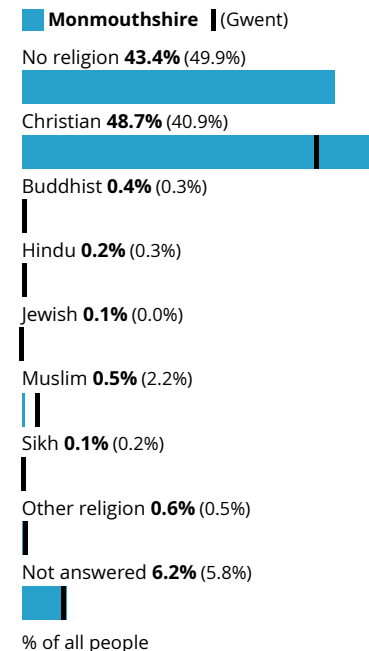 Monmouthshire (Gwent)
No religion 43.4% (49.9%)
Christian 48.7% (40.9%)
Buddhist 0.4% (0.3%)
Hindu 0.2% (0.3%)
Jewish 0.1% (0.0%)
Muslim 0.5% (2.2%)
Sikh 0.1% (0.2%)
Other religion 0.6% (0.5%)
Not answered 6.2% (5.8%)
% of all people